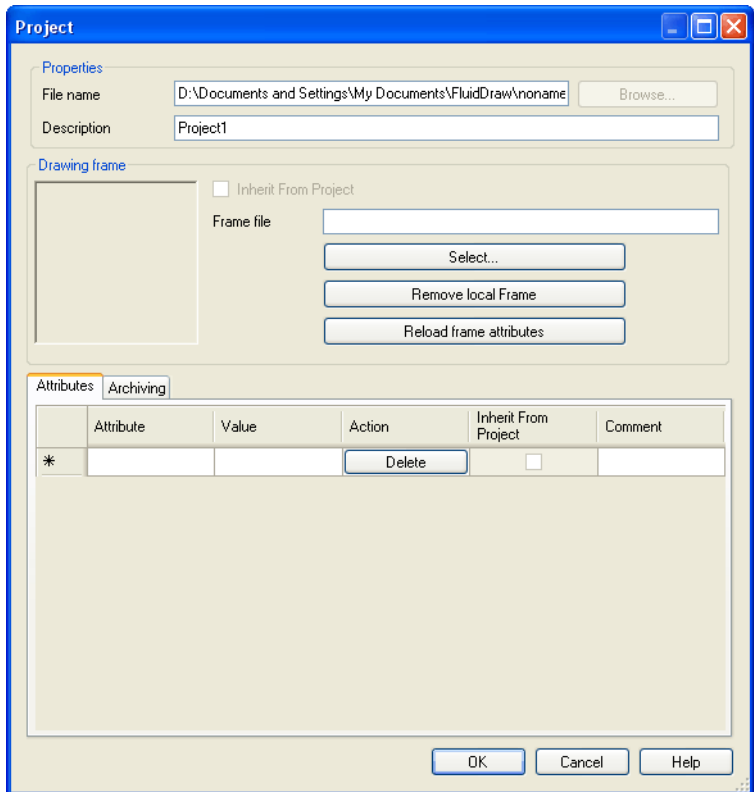 Project
Properties
File name D:\Documents and Settings\My Documents\FluidDraw\noname Browse...
Description Project1
Drawing frame
Inherit From Project
Frame file
Select...
Remove local Frame
Reload frame attributes
Attributes Archiving
Attribute Value Action Inherit From Project Comment
* Delete
OK Cancel Help